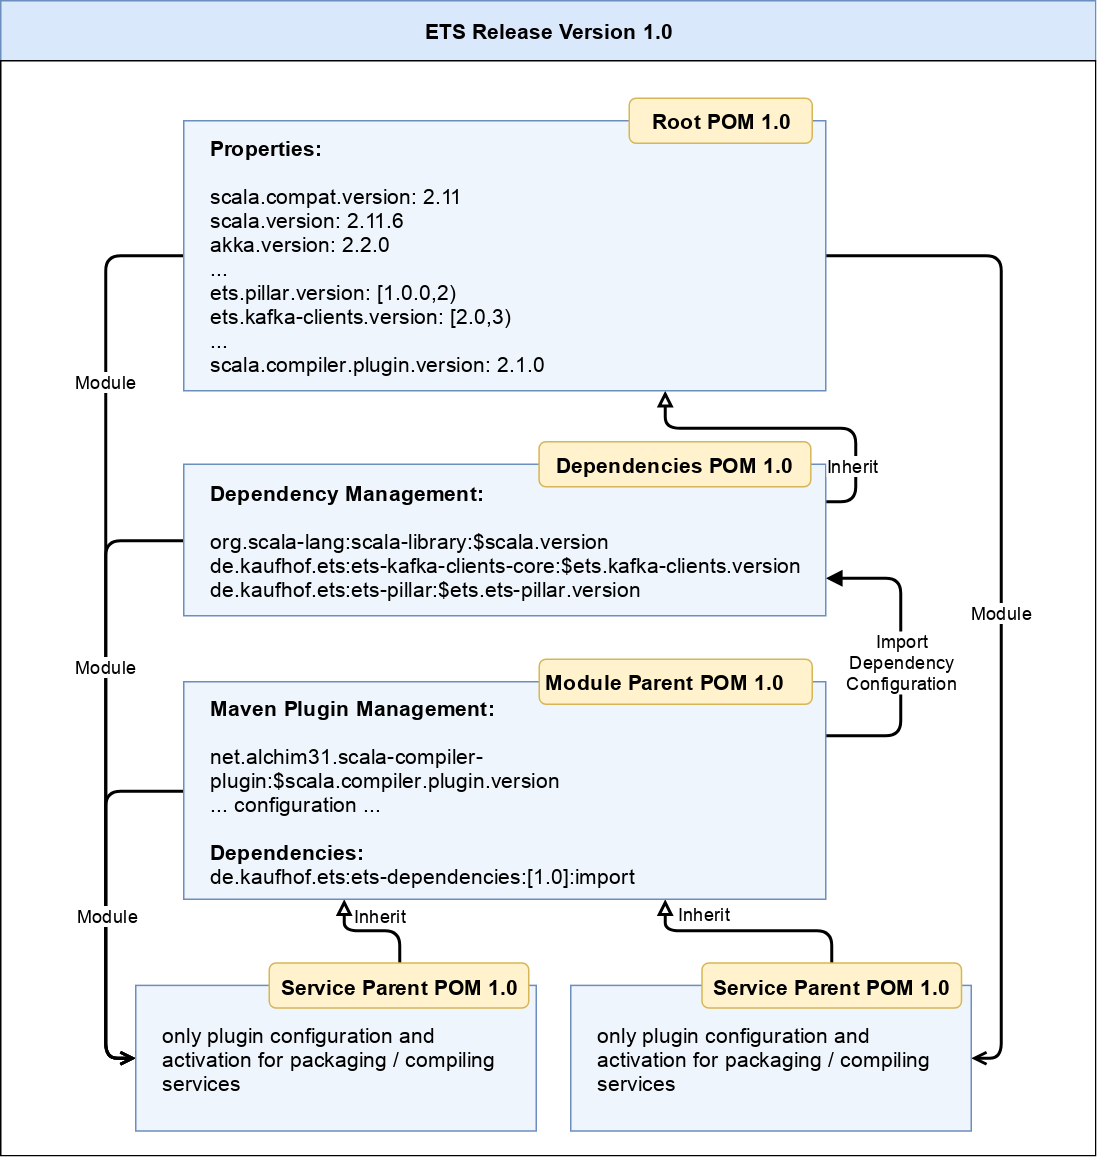 ETS Release Version 1.0
Root POM 1.0
Properties:
scala.compat.version: 2.11
scala.version: 2.11.6
akka.version: 2.2.0
...
ets.pillar.version: [1.0.0,2)
ets.kafka-clients.version: [2.0,3)
...
scala.compiler.plugin.version: 2.1.0
Module
Dependencies POM 1.0
Inherit
Dependency Management:
org.scala-lang:scala-library:$scala.version
de.kaufhof.ets:ets-kafka-clients-core:$ets.kafka-clients.version
de.kaufhof.ets:ets-pillar:$ets.ets-pillar.version
Module
Import
Dependency
Configuration
Module
Module Parent POM 1.0
Maven Plugin Management:
net.alchim31.scala-compiler-
plugin:$scala.compiler.plugin.version
... configuration ...
Dependencies:
de.kaufhof.ets:ets-dependencies:[1.0]:import
Module
Inherit
Inherit
Service Parent POM 1.0
only plugin configuration and
activation for packaging / compiling
services
Service Parent POM 1.0
only plugin configuration and
activation for packaging / compiling
services